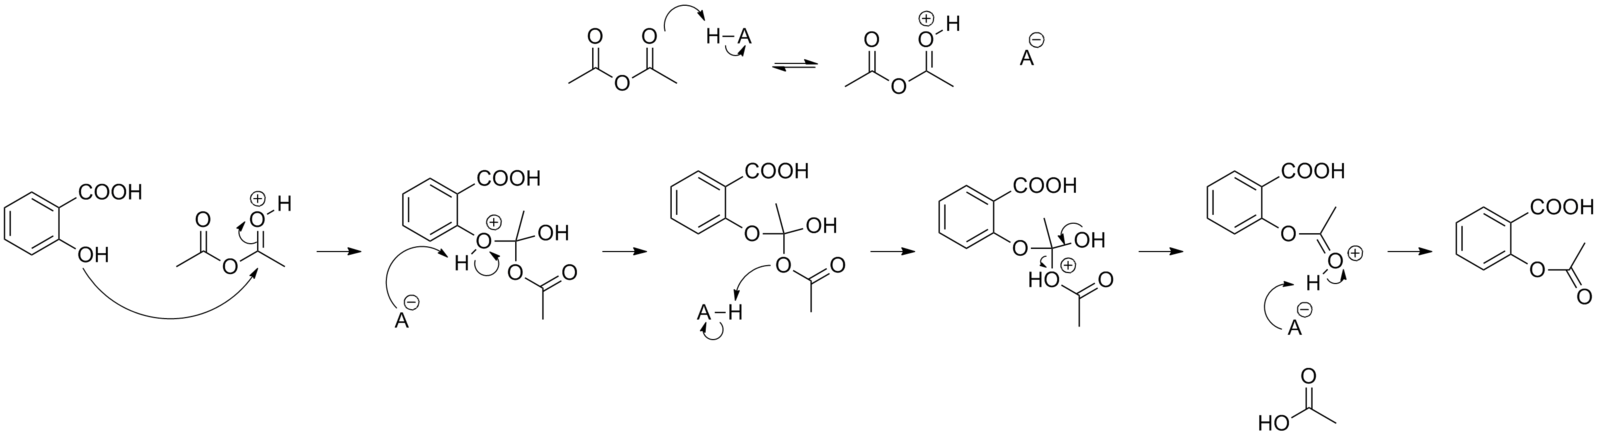 ⊕ H
O O H–A O O A⊖
O O
COOH ⊕ H COOH COOH COOH COOH COOH
O O ⊕ OH OH OH
OH O O H O O O O O HO ⊕ O O H O ⊕ O O
A⊖ A–H A⊖
O
HO